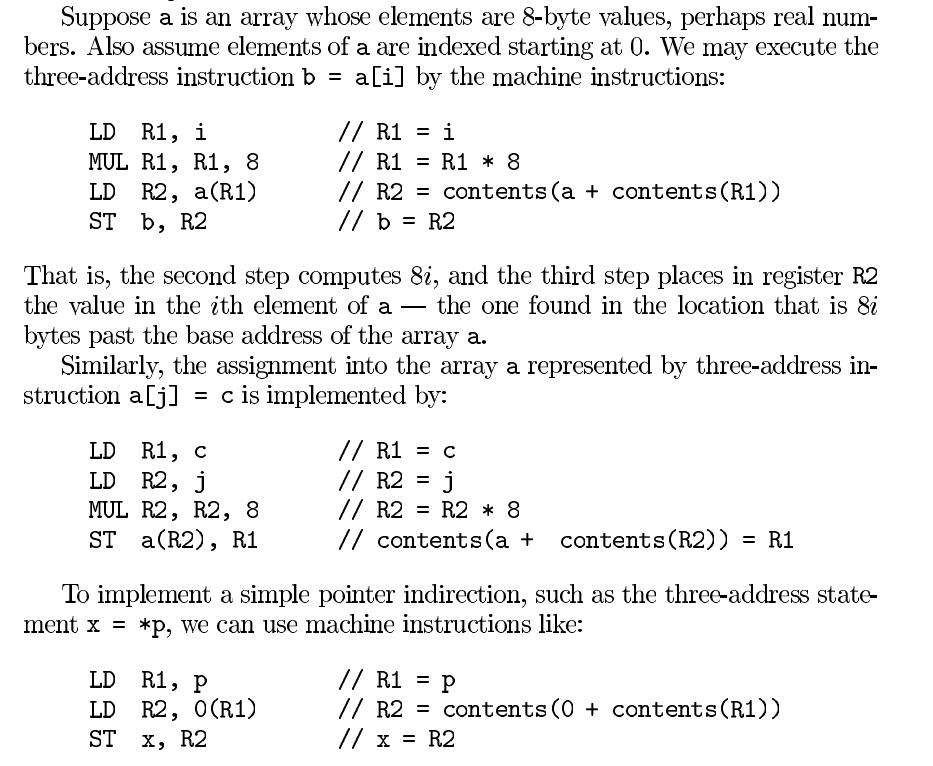 Suppose a is an array whose elements are 8-byte values, perhaps real num-
bers. Also assume elements of a are indexed starting at 0. We may execute the
three-address instruction b = a[i] by the machine instructions:
LD R1, i // R1 = i
MUL R1, R1, 8 // R1 = R1 * 8
LD R2, a(R1) // R2 = contents(a + contents(R1))
ST b, R2 // b = R2
That is, the second step computes 8i, and the third step places in register R2
the value in the ith element of a — the one found in the location that is 8i
bytes past the base address of the array a.
Similarly, the assignment into the array a represented by three-address in-
struction a[j] = c is implemented by:
LD R1, c // R1 = c
LD R2, j // R2 = j
MUL R2, R2, 8 // R2 = R2 * 8
ST a(R2), R1 // contents(a + contents(R2)) = R1
To implement a simple pointer indirection, such as the three-address state-
ment x = *p, we can use machine instructions like:
LD R1, p // R1 = p
LD R2, 0(R1) // R2 = contents(0 + contents(R1))
ST x, R2 // x = R2